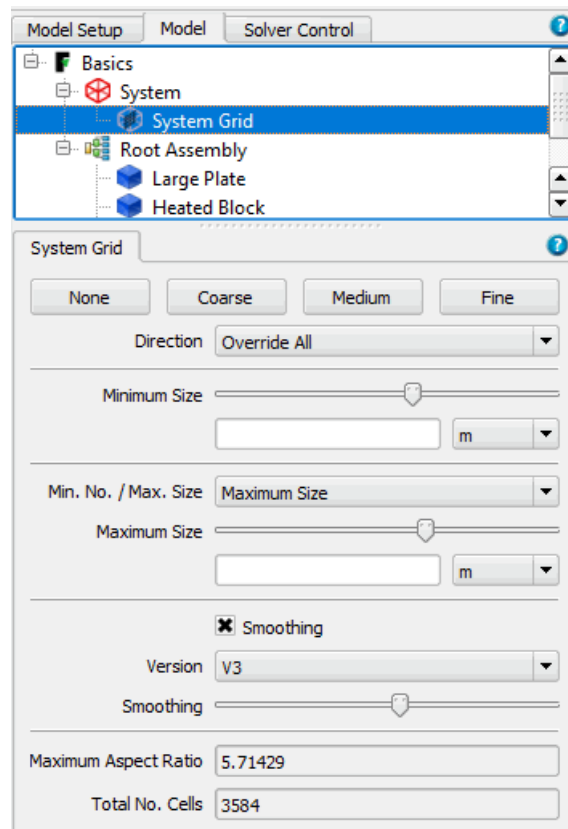 Model Setup Model Solver Control ?
Basics
System
System Grid
Root Assembly
Large Plate
Heated Block
System Grid ?
None Coarse Medium Fine
Direction Override All
Minimum Size
m
Min. No. / Max. Size Maximum Size
Maximum Size
m
Smoothing
Version V3
Smoothing
Maximum Aspect Ratio 5.71429
Total No. Cells 3584